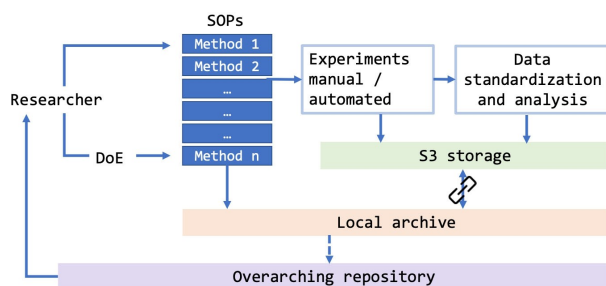 SOPs
Method 1
Method 2
…
…
…
Method n
Researcher
DoE
Experiments
manual /
automated
Data
standardization
and analysis
S3 storage
Local archive
Overarching repository